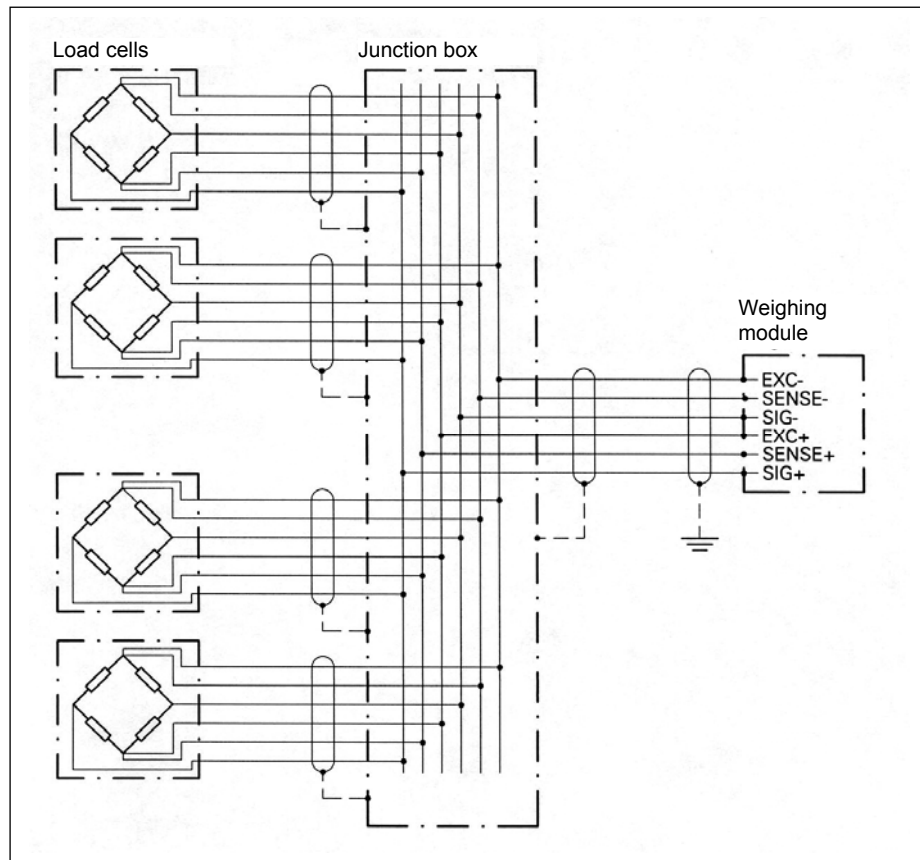 Load cells
Junction box
Weighing
module
EXC-
SENSE-
SIG-
EXC+
SENSE+
SIG+